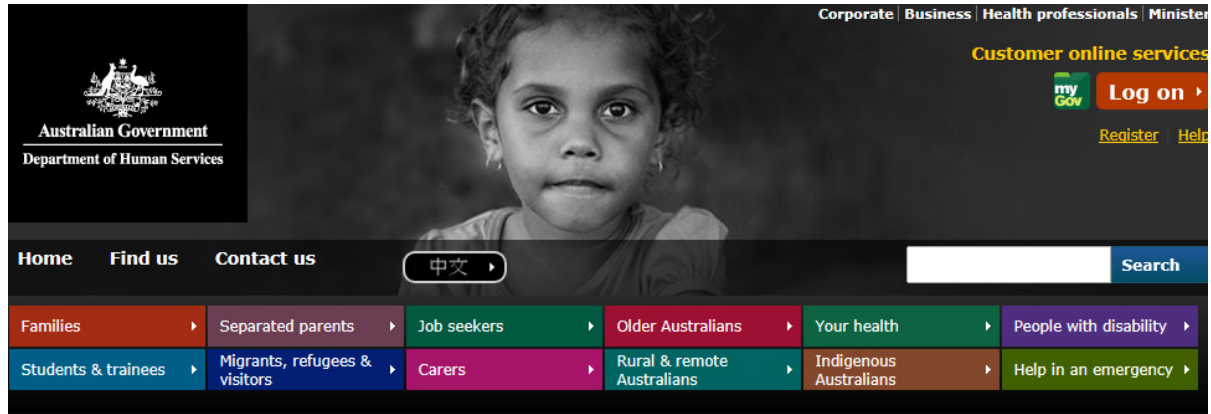 Corporate Business Health professionals Minister
Customer online services
my Gov Log on
Register Help
Australian Government
Department of Human Services
Home Find us Contact us 中文 Search
Families Separated parents Job seekers Older Australians Your health People with disability
Students & trainees Migrants, refugees & visitors Carers Rural & remote Australians Indigenous Australians Help in an emergency